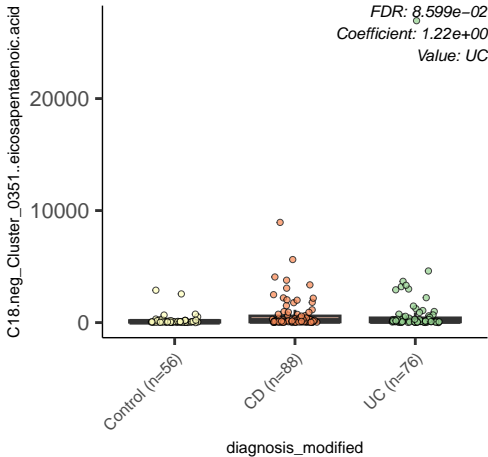 FDR: 8.599e−02
Coefficient: 1.22e+00
Value: UC
C18.neg_Cluster_0351..eicosapentaenoic.acid
20000
10000
0
Control (n=56)
CD (n=88)
UC (n=76)
diagnosis_modified